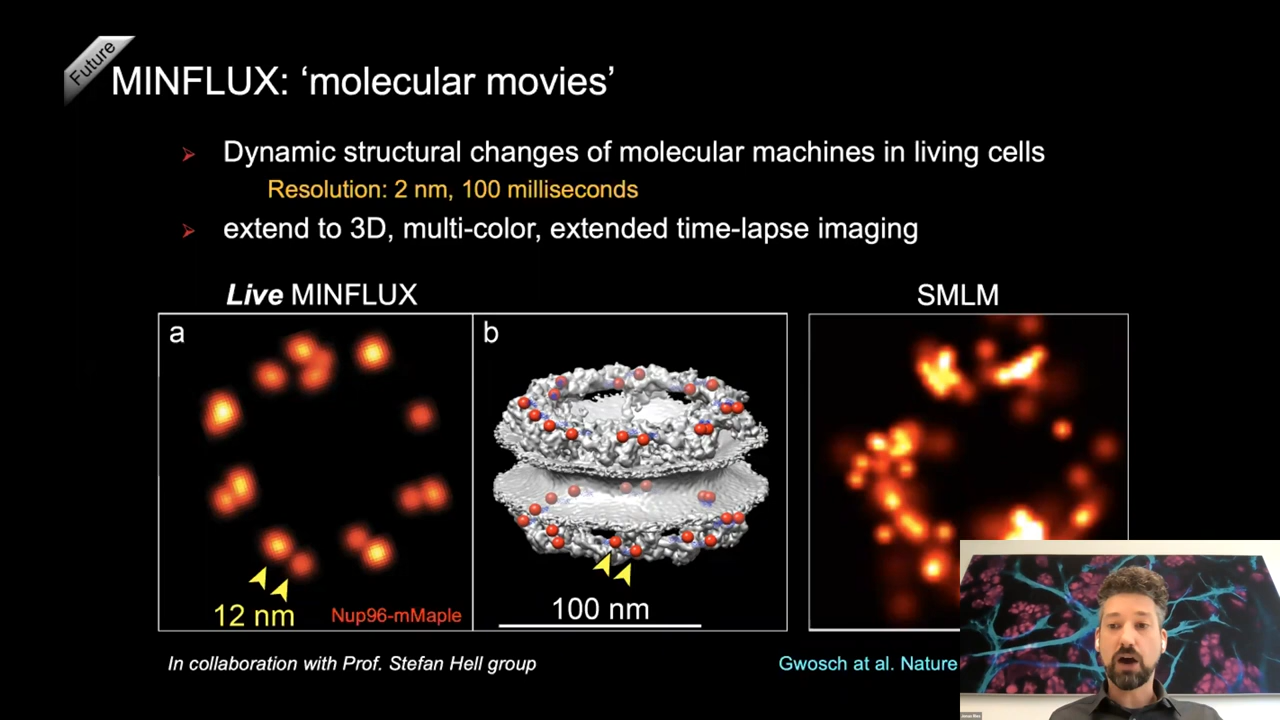 Future
MINFLUX: ‘molecular movies’
Dynamic structural changes of molecular machines in living cells
Resolution: 2 nm, 100 milliseconds
extend to 3D, multi-color, extended time-lapse imaging
Live MINFLUX
SMLM
a
b
12 nm
Nup96-mMaple
100 nm
In collaboration with Prof. Stefan Hell group
Gwosch at al. Nature